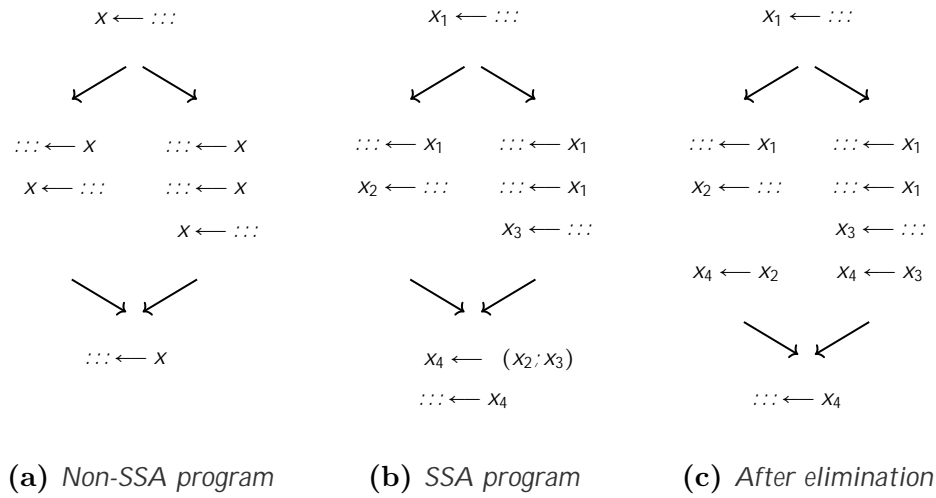 x ← :::
x₁ ← :::
x₁ ← :::
::: ← x
::: ← x
::: ← x₁
::: ← x₁
::: ← x₁
::: ← x₁
x ← :::
::: ← x
x₂ ← :::
::: ← x₁
x₂ ← :::
::: ← x₁
x ← :::
x₃ ← :::
x₃ ← :::
x₄ ← x₂
x₄ ← x₃
::: ← x
x₄ ← (x₂; x₃)
::: ← x₄
::: ← x₄
(a) Non-SSA program
(b) SSA program
(c) After elimination